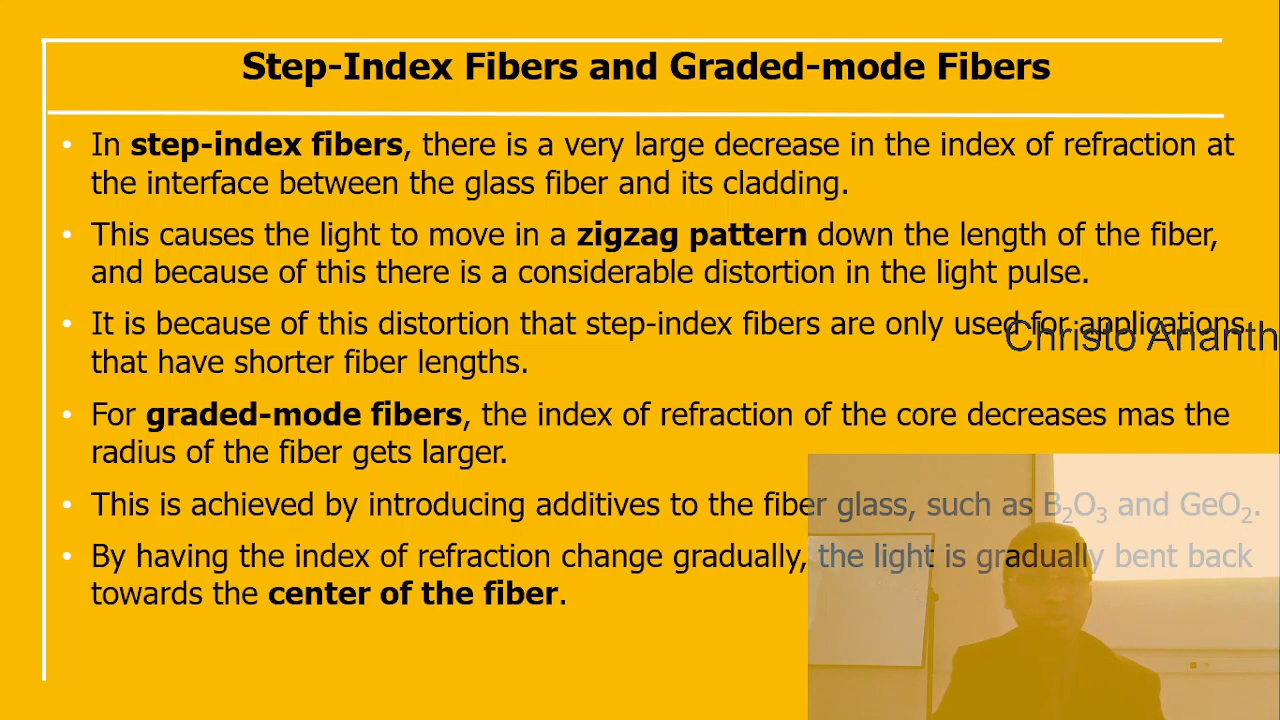 Step-Index Fibers and Graded-mode Fibers
• In step-index fibers, there is a very large decrease in the index of refraction at
the interface between the glass fiber and its cladding.
• This causes the light to move in a zigzag pattern down the length of the fiber,
and because of this there is a considerable distortion in the light pulse.
• It is because of this distortion that step-index fibers are only used for applications
that have shorter fiber lengths.
Christo Ananth
• For graded-mode fibers, the index of refraction of the core decreases mas the
radius of the fiber gets larger.
• This is achieved by introducing additives to the fiber glass, such as B₂O₃ and GeO₂.
• By having the index of refraction change gradually, the light is gradually bent back
towards the center of the fiber.